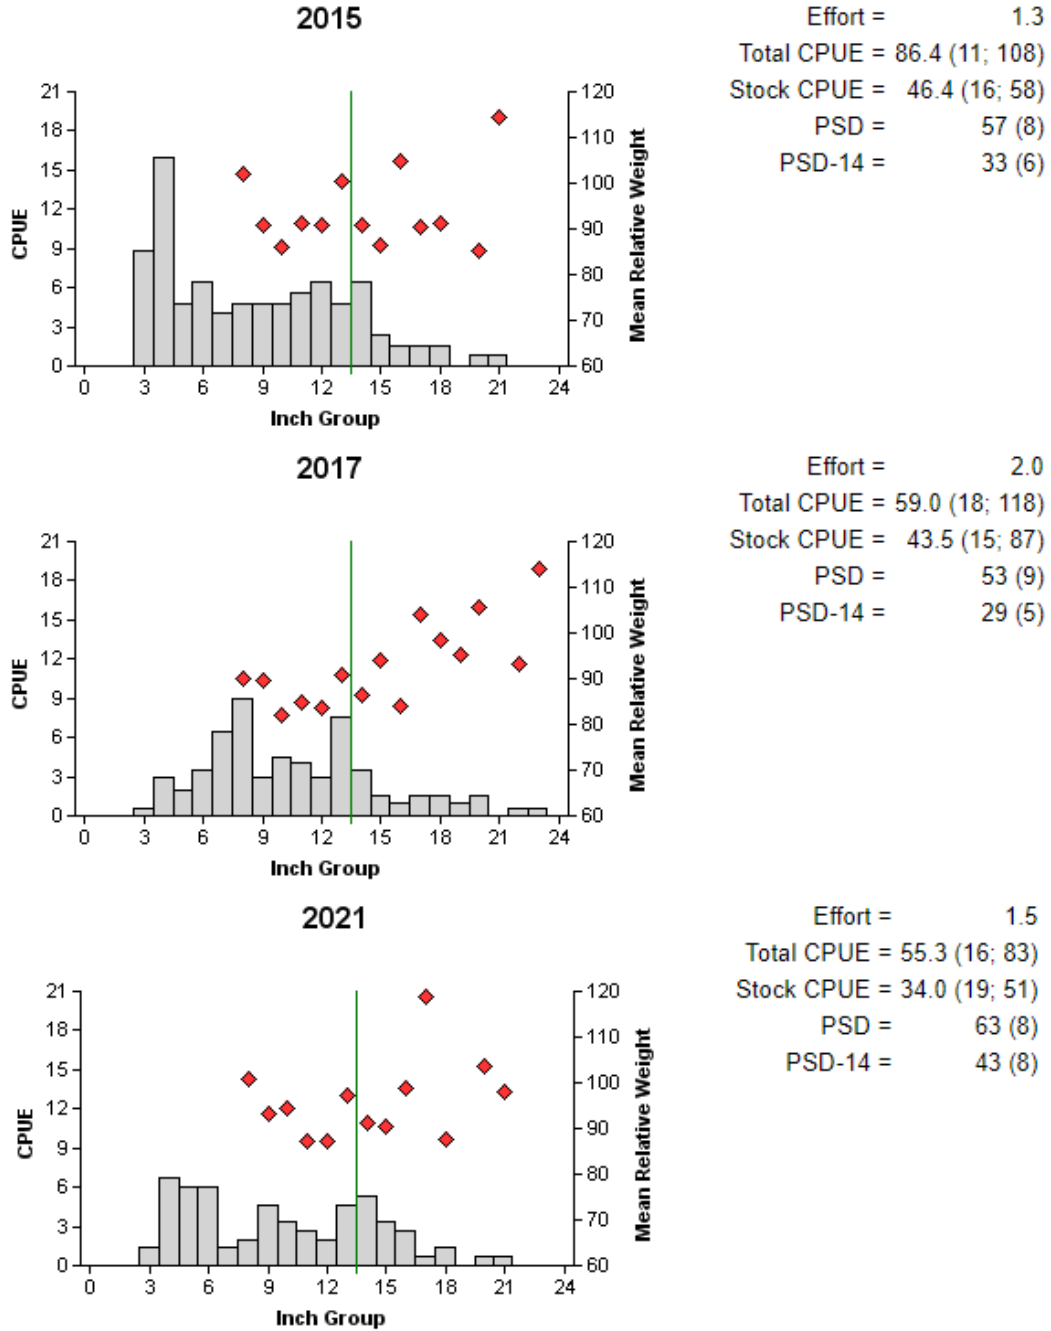 2015
Effort = 1.3
Total CPUE = 86.4 (11; 108)
Stock CPUE = 46.4 (16; 58)
PSD = 57 (8)
PSD-14 = 33 (6)
21
18
15
12
9
6
3
0
CPUE
120
110
100
90
80
70
60
Mean Relative Weight
0 3 6 9 12 15 18 21 24
Inch Group
2017
Effort = 2.0
Total CPUE = 59.0 (18; 118)
Stock CPUE = 43.5 (15; 87)
PSD = 53 (9)
PSD-14 = 29 (5)
21
18
15
12
9
6
3
0
CPUE
120
110
100
90
80
70
60
Mean Relative Weight
0 3 6 9 12 15 18 21 24
Inch Group
2021
Effort = 1.5
Total CPUE = 55.3 (16; 83)
Stock CPUE = 34.0 (19; 51)
PSD = 63 (8)
PSD-14 = 43 (8)
21
18
15
12
9
6
3
0
CPUE
120
110
100
90
80
70
60
Mean Relative Weight
0 3 6 9 12 15 18 21 24
Inch Group